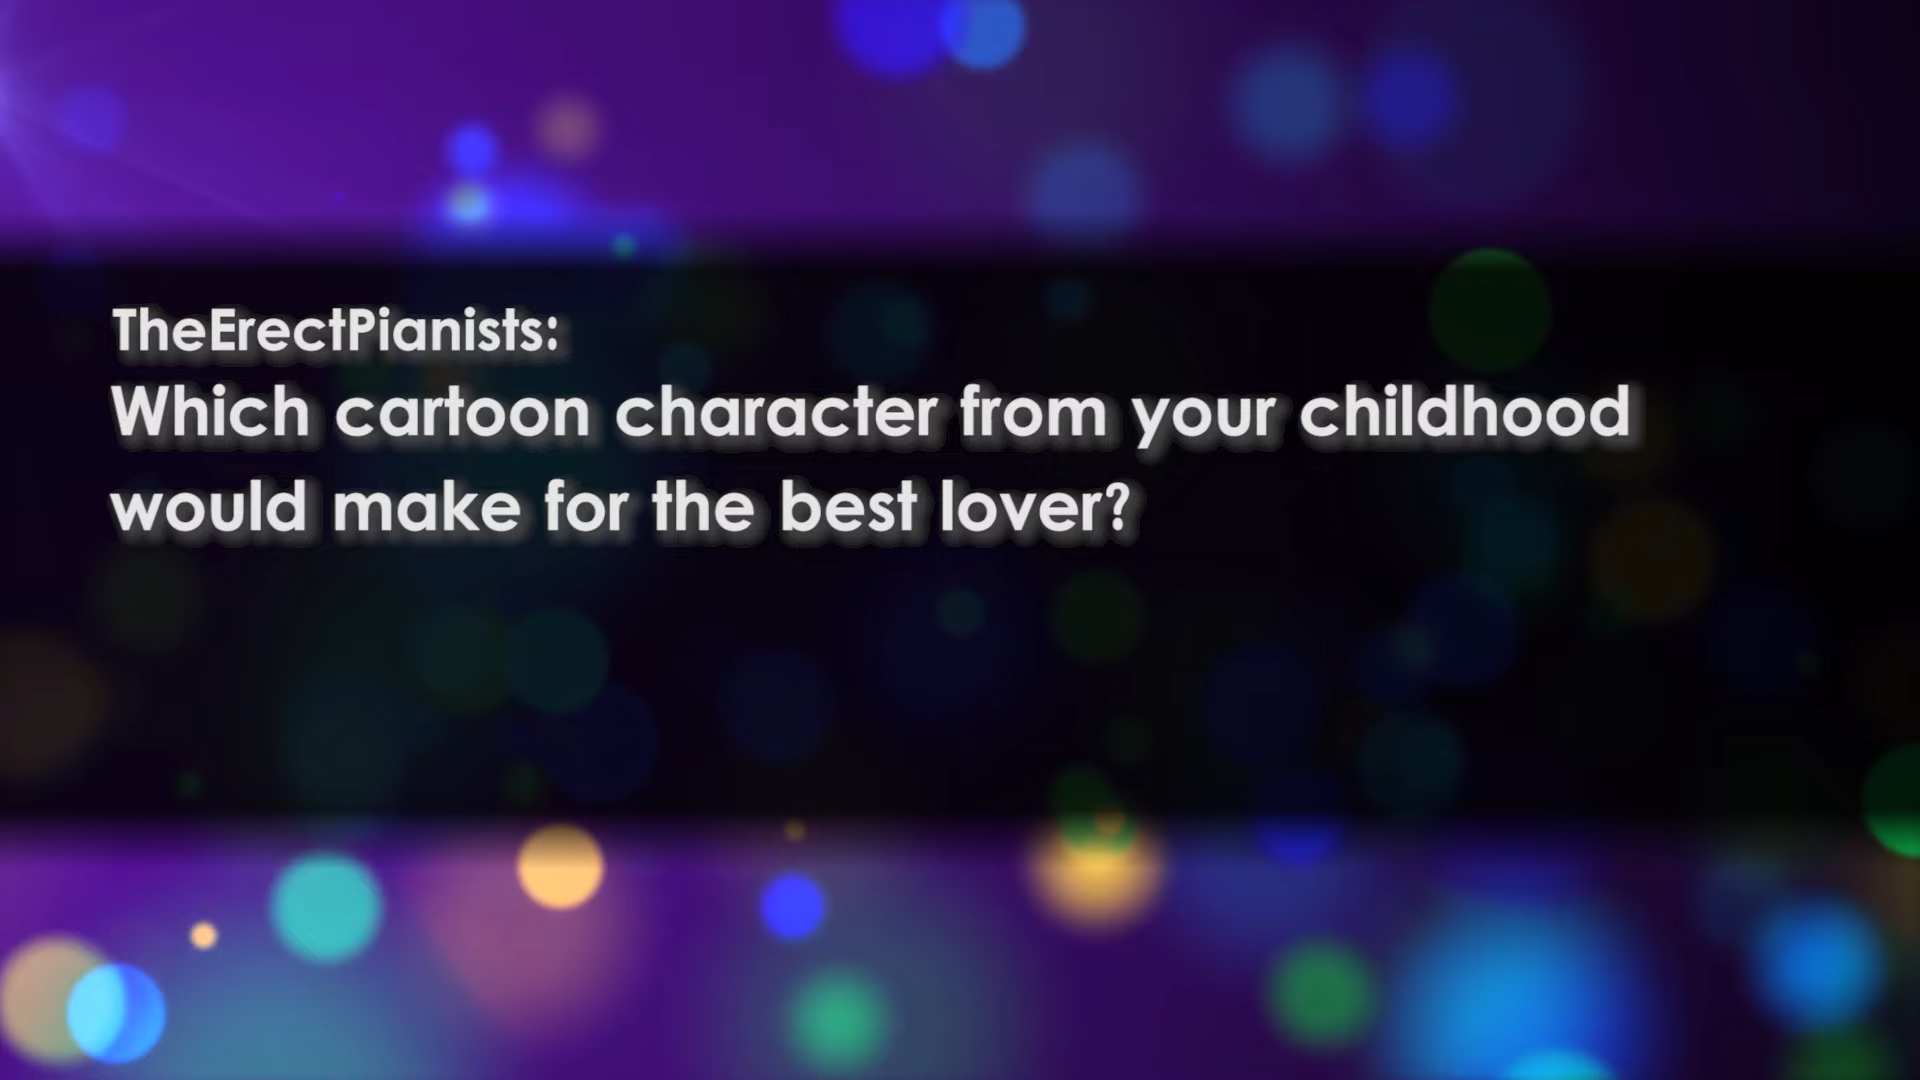 TheErectPianists:
Which cartoon character from your childhood
would make for the best lover?